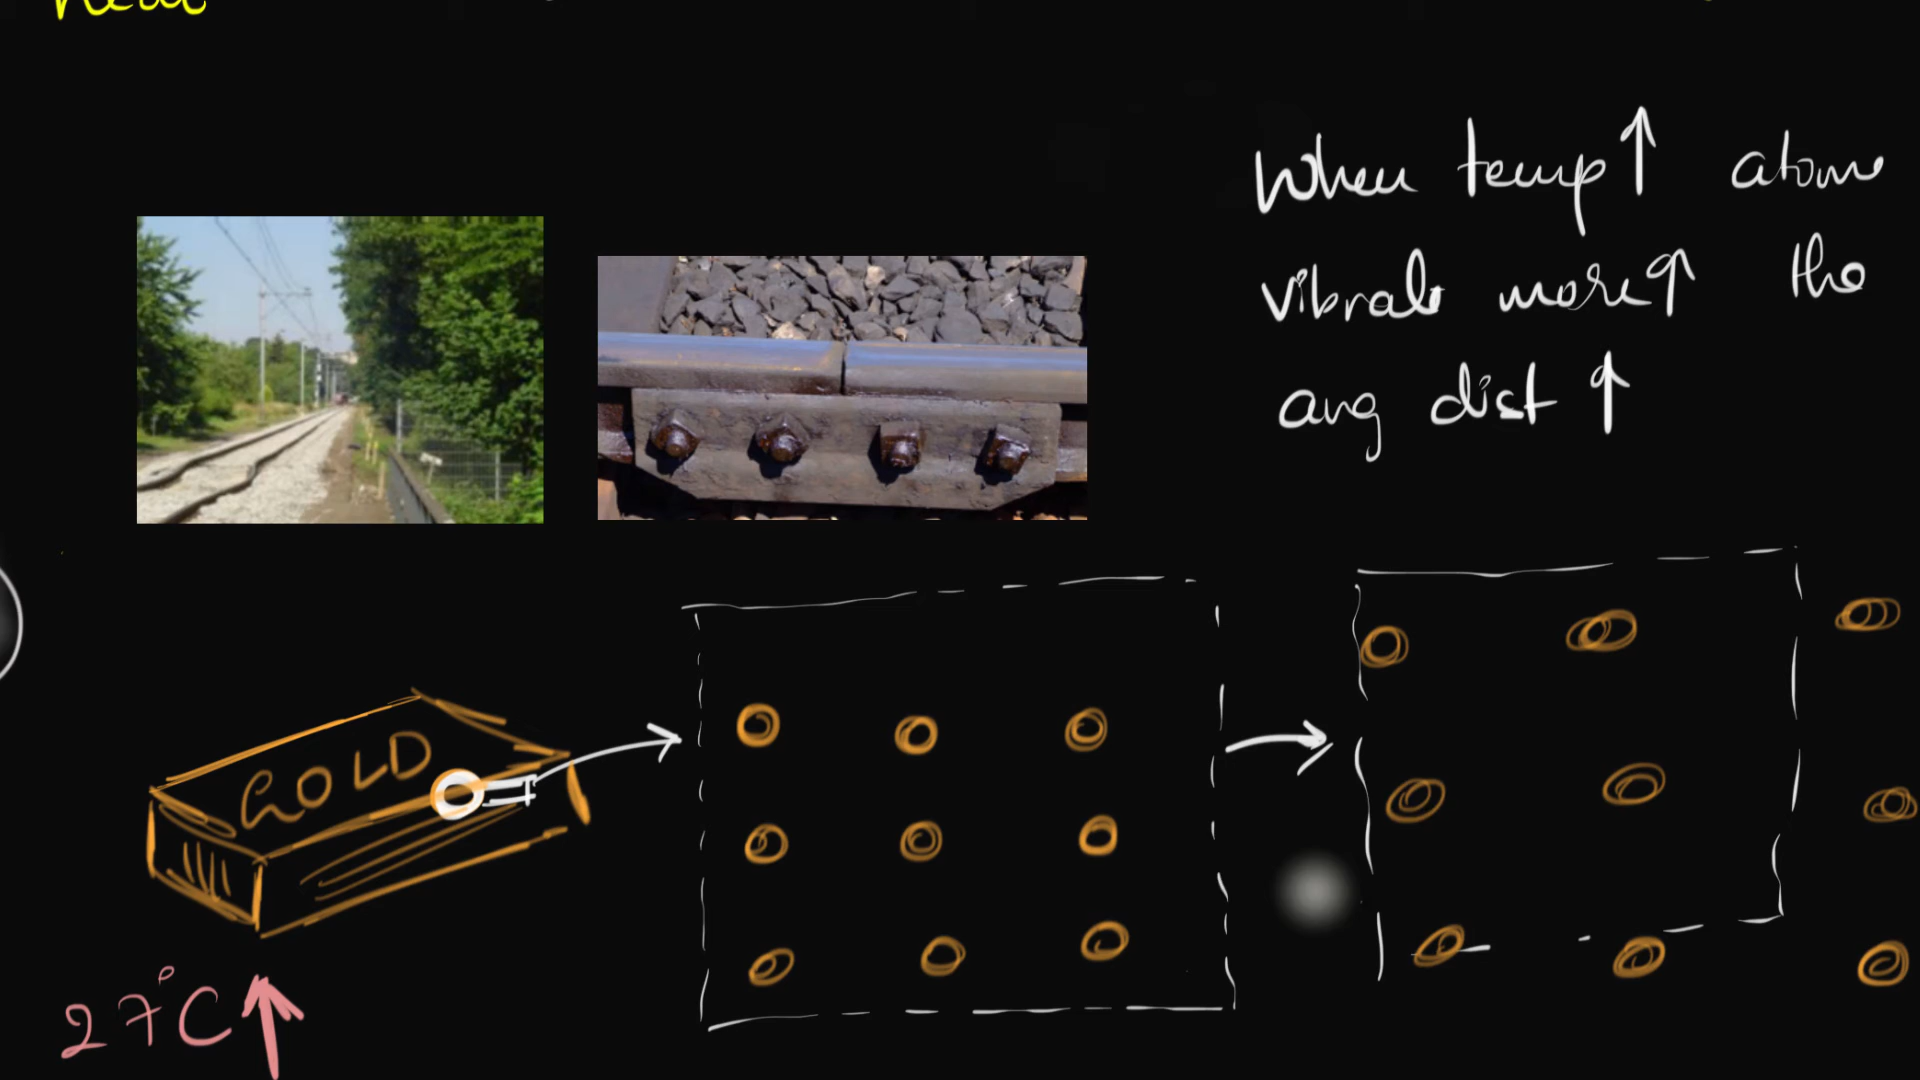 When temp↑ atoms
vibrate more↑ the
avg dist ↑
GOLD
27°C↑